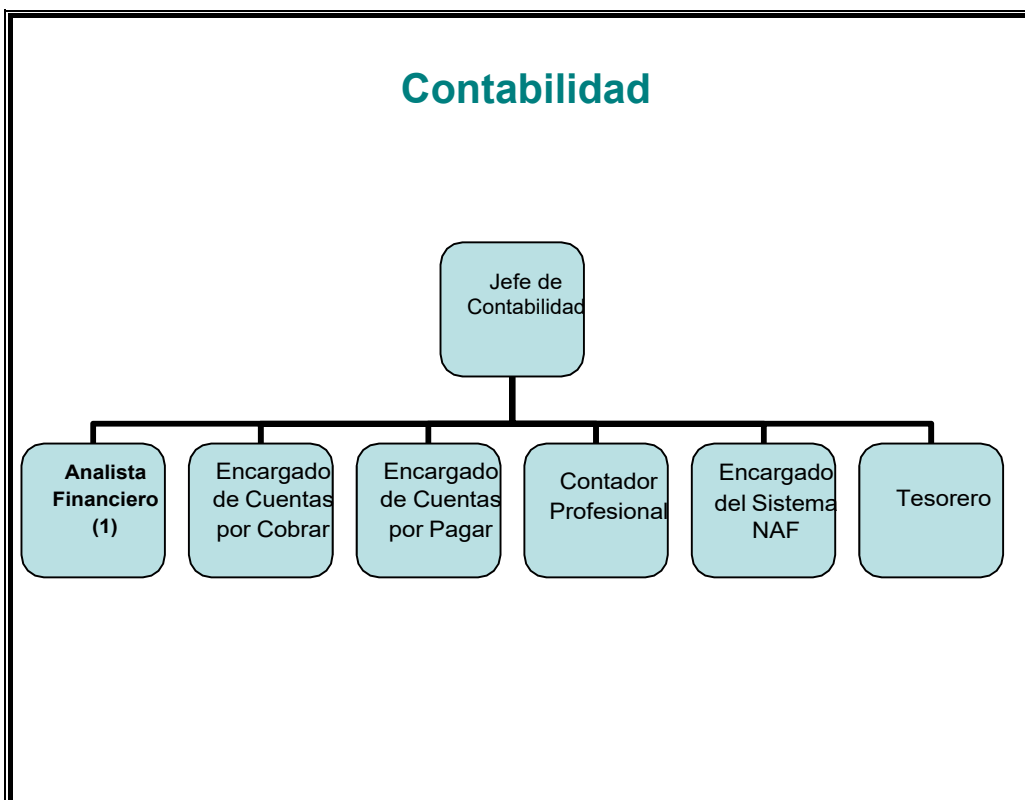 Contabilidad
Jefe de
Contabilidad
Analista
Financiero
(1)
Encargado
de Cuentas
por Cobrar
Encargado
de Cuentas
por Pagar
Contador
Profesional
Encargado
del Sistema
NAF
Tesorero